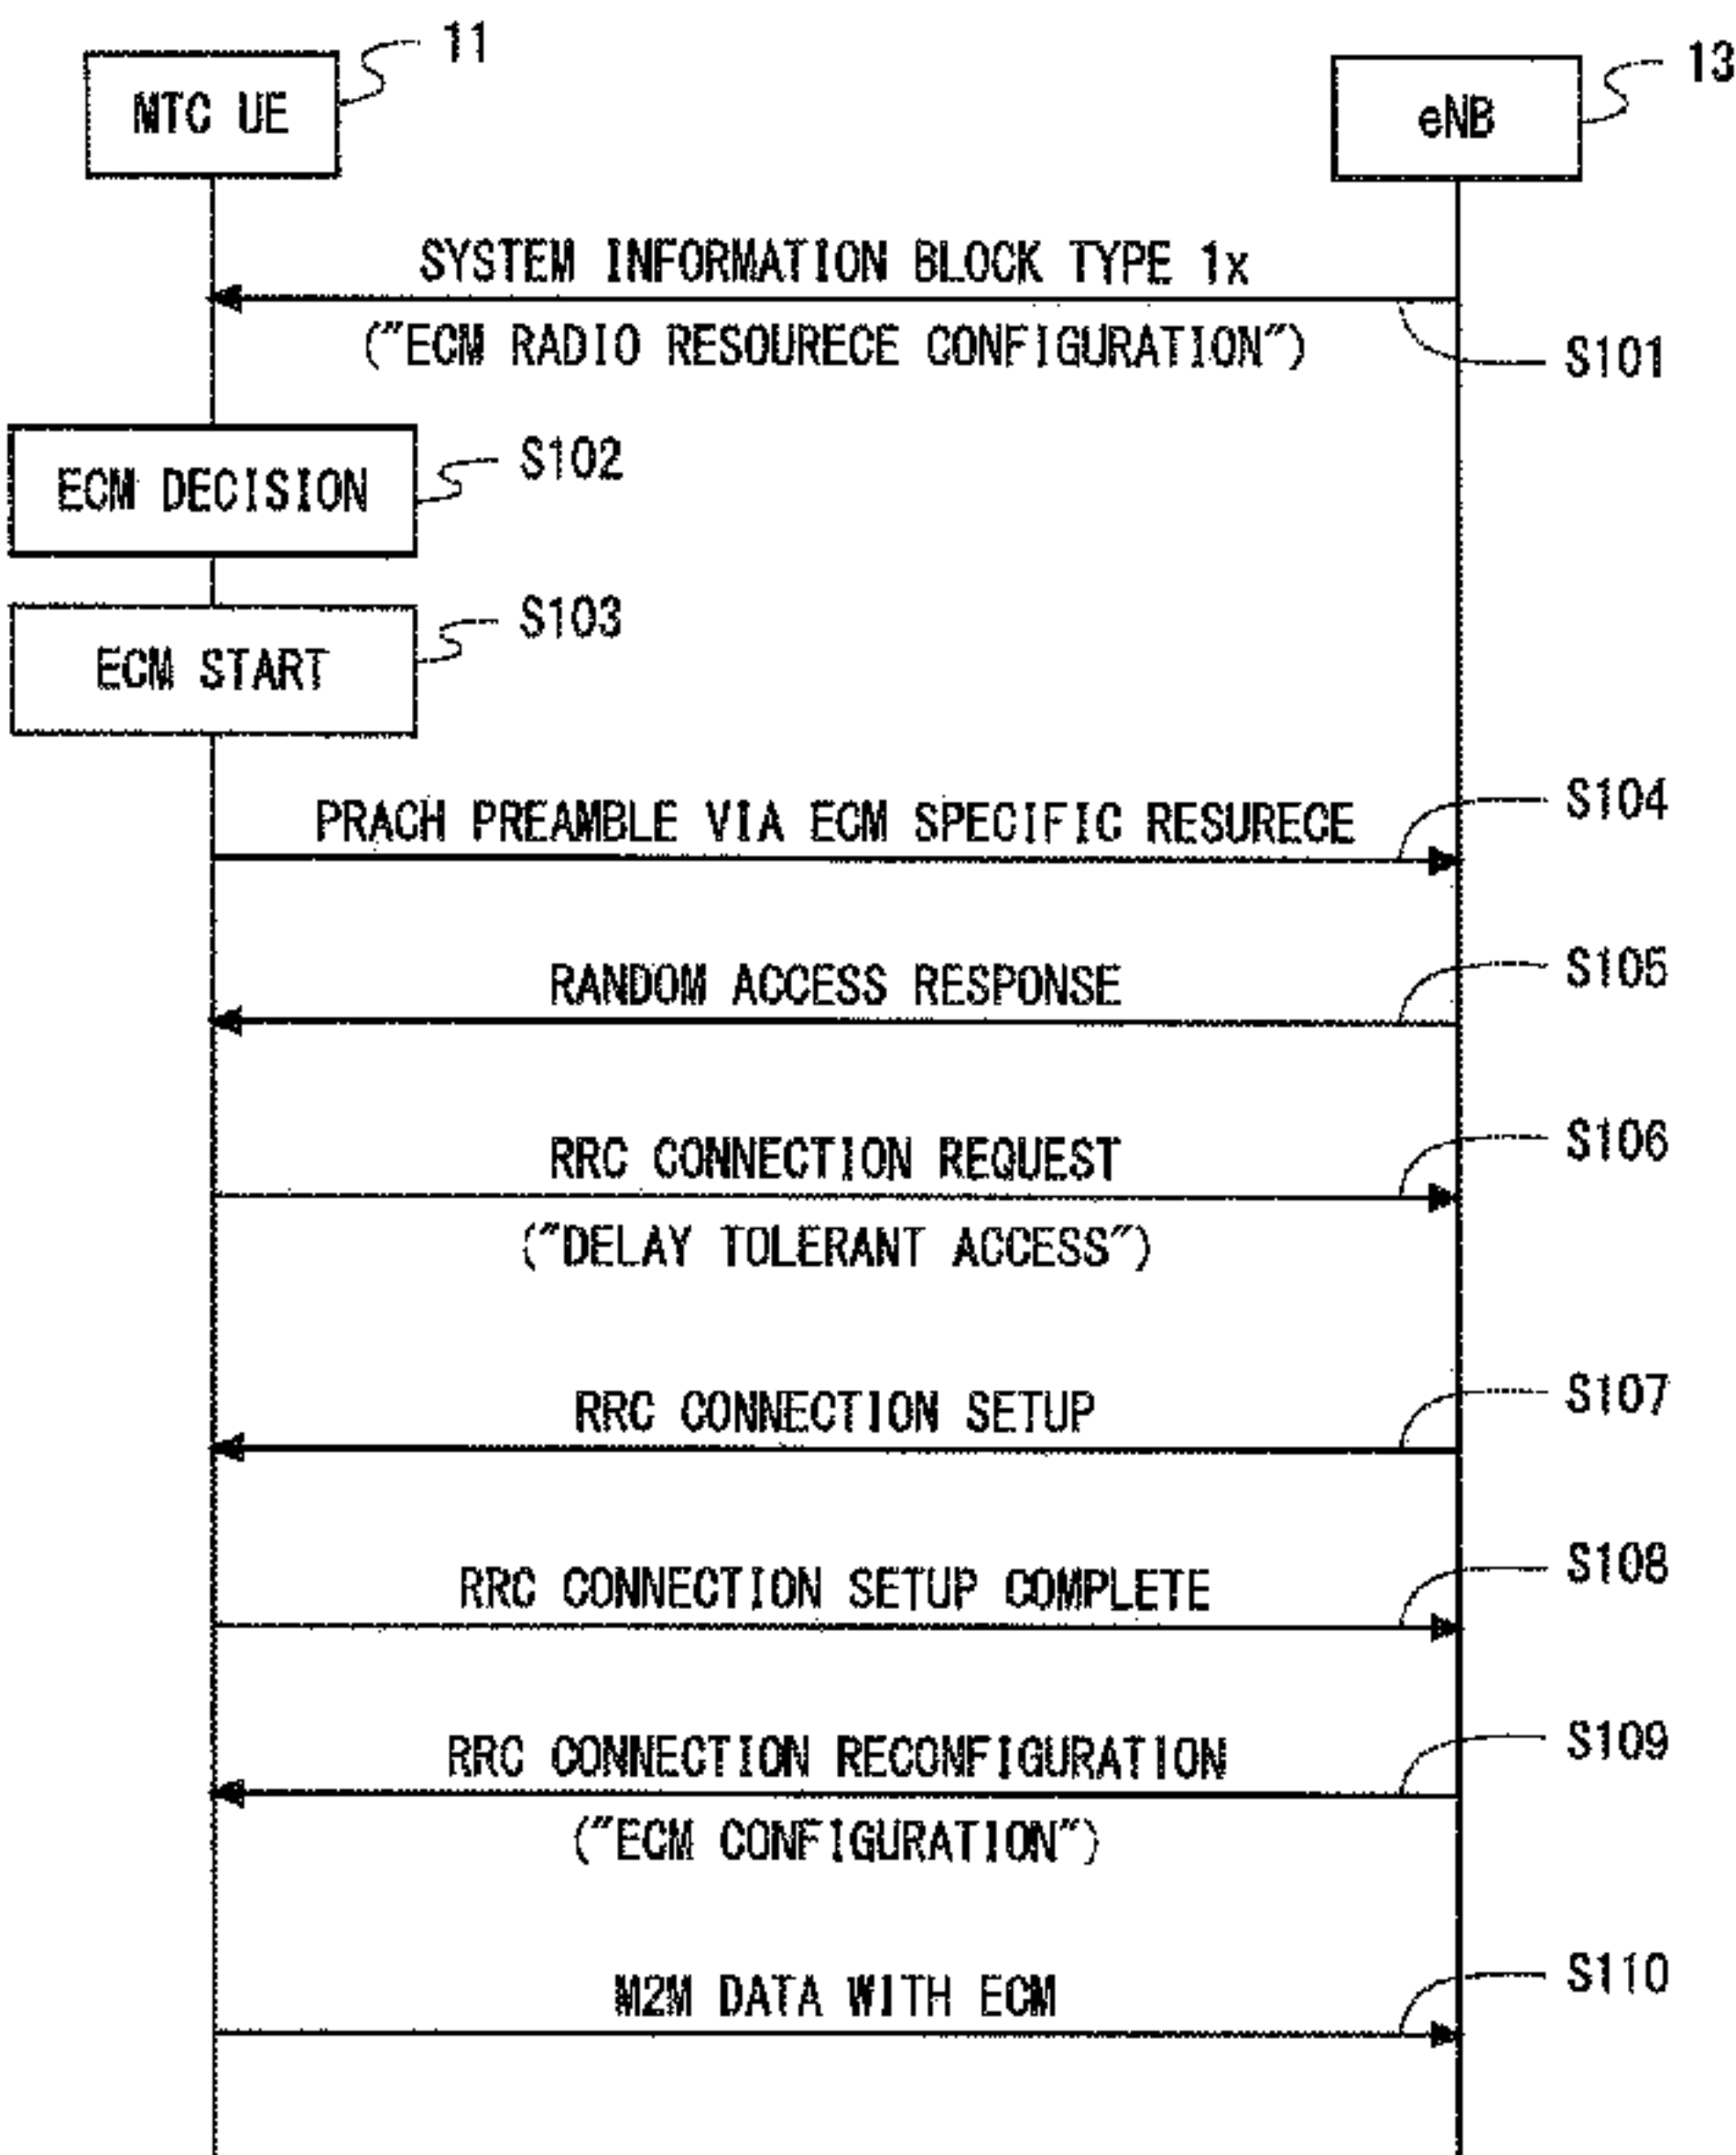 11
13
MTC UE
eNB
SYSTEM INFORMATION BLOCK TYPE 1x
("ECM RADIO RESOURECE CONFIGURATION")
S101
ECM DECISION
S102
ECM START
S103
PRACH PREAMBLE VIA ECM SPECIFIC RESURECE
S104
RANDOM ACCESS RESPONSE
S105
RRC CONNECTION REQUEST
S106
("DELAY TOLERANT ACCESS")
RRC CONNECTION SETUP
S107
RRC CONNECTION SETUP COMPLETE
S108
RRC CONNECTION RECONFIGURATION
S109
("ECM CONFIGURATION")
M2M DATA WITH ECM
S110